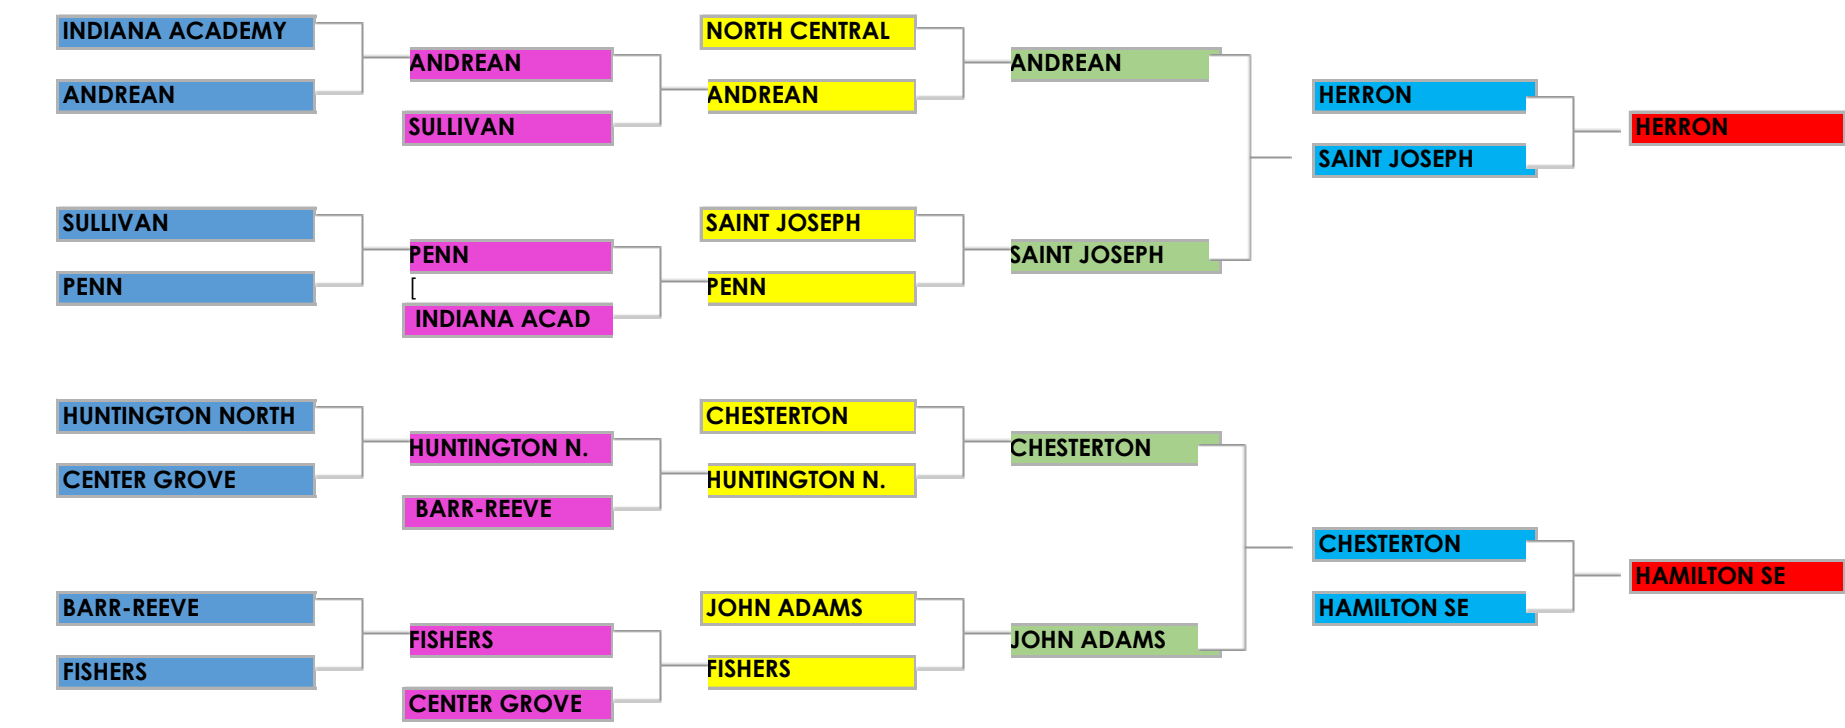 INDIANA ACADEMY
ANDREAN
SULLIVAN
PENN
HUNTINGTON NORTH
CENTER GROVE
BARR-REEVE
FISHERS
ANDREAN
SULLIVAN
PENN
[
INDIANA ACAD
HUNTINGTON N.
BARR-REEVE
FISHERS
CENTER GROVE
NORTH CENTRAL
ANDREAN
SAINT JOSEPH
PENN
CHESTERTON
HUNTINGTON N.
JOHN ADAMS
FISHERS
ANDREAN
SAINT JOSEPH
CHESTERTON
JOHN ADAMS
HERRON
SAINT JOSEPH
CHESTERTON
HAMILTON SE
HERRON
HAMILTON SE